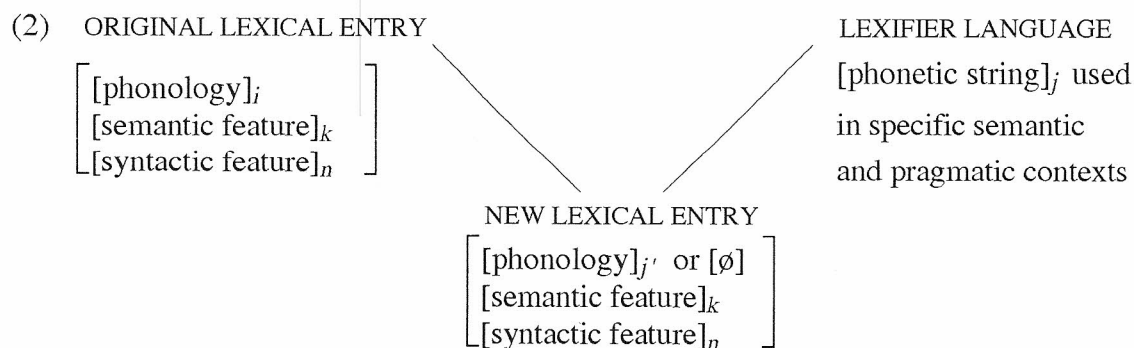 (2) ORIGINAL LEXICAL ENTRY
[phonology]i
[semantic feature]k
[syntactic feature]n
LEXIFIER LANGUAGE
[phonetic string]j used
in specific semantic
and pragmatic contexts
NEW LEXICAL ENTRY
[phonology]j' or [ø]
[semantic feature]k
[syntactic feature]n